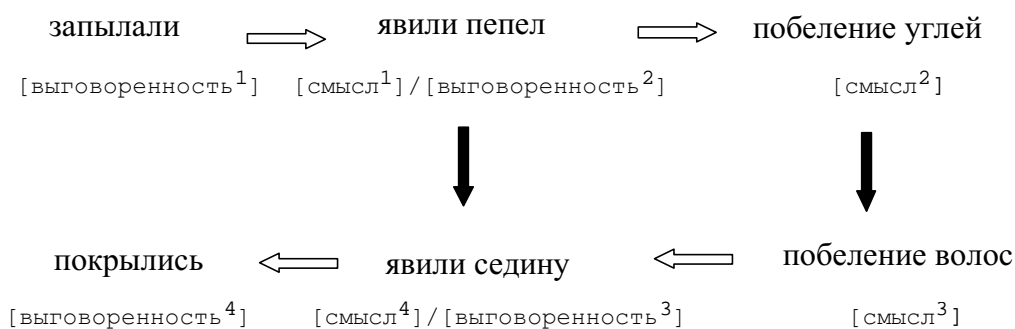 запылали явили пепел побеление углей
[выговоренность¹] [смысл¹]/[выговоренность²] [смысл²]
покрылись явили седину побеление волос
[выговоренность⁴] [смысл⁴]/[выговоренность³] [смысл³]